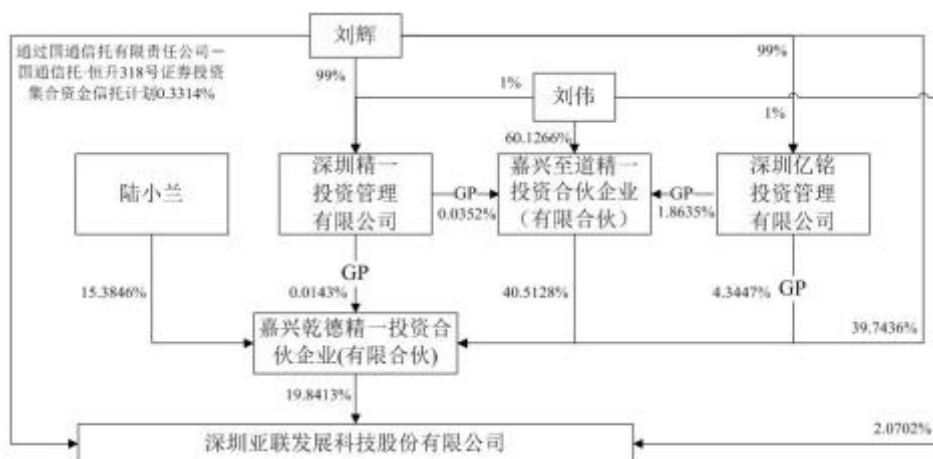 刘辉
通过国通信托有限责任公司－
国通信托·恒升318号证券投资
集合资金信托计划0.3314%
99%
99%
1%
刘伟
1%
60.1266%
陆小兰
深圳精一
投资管理
有限公司
GP
0.0352%
嘉兴至道精一
投资合伙企业
（有限合伙）
GP
1.8635%
深圳亿铭
投资管理
有限公司
15.3846%
GP
0.0143%
40.5128%
4.3447%
GP
39.7436%
嘉兴乾德精一投资合
伙企业(有限合伙)
19.8413%
深圳亚联发展科技股份有限公司
2.0702%